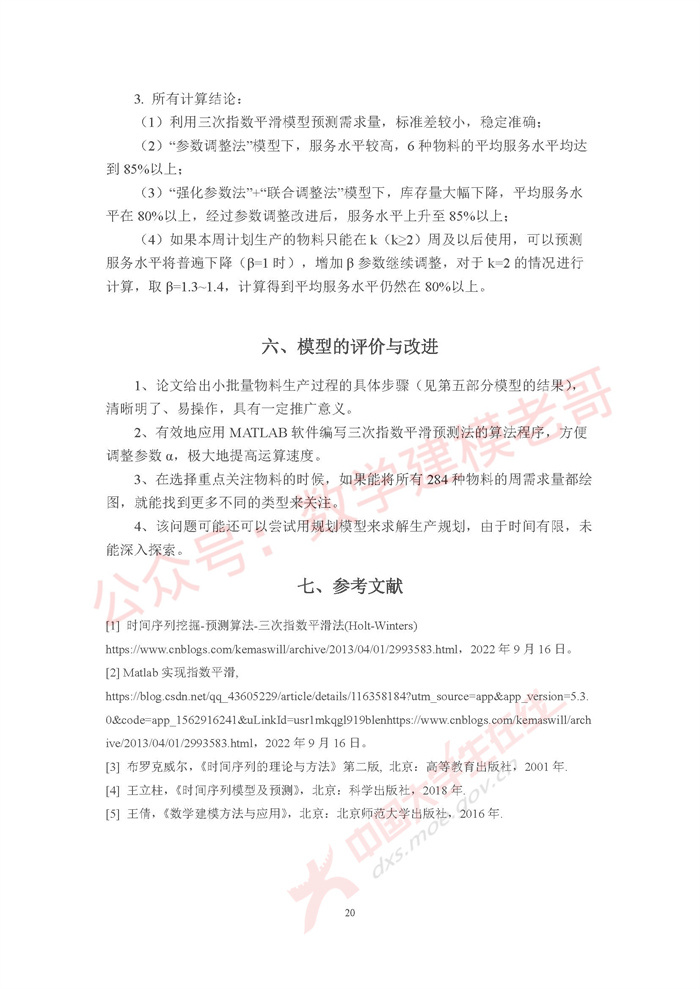 3. 所有计算结论：
（1）利用三次指数平滑模型预测需求量，标准差较小，稳定准确；
（2）“参数调整法”模型下，服务水平较高，6 种物料的平均服务水平均达
到 85%以上；
（3）“强化参数法”+“联合调整法”模型下，库存量大幅下降，平均服务水
平在 80%以上，经过参数调整改进后，服务水平上升至 85%以上；
（4）如果本周计划生产的物料只能在 k（k≥2）周及以后使用，可以预测
服务水平将普遍下降（β=1 时），增加 β 参数继续调整，对于 k=2 的情况进行
计算，取 β=1.3~1.4，计算得到平均服务水平仍然在 80%以上。
六、模型的评价与改进
1、论文给出小批量物料生产过程的具体步骤（见第五部分模型的结果），
清晰明了、易操作，具有一定推广意义。
2、有效地应用 MATLAB 软件编写三次指数平滑预测法的算法程序，方便
调整参数 α，极大地提高运算速度。
3、在选择重点关注物料的时候，如果能将所有 284 种物料的周需求量都绘
图，就能找到更多不同的类型来关注。
4、该问题可能还可以尝试用规划模型来求解生产规划，由于时间有限，未
能深入探索。
七、参考文献
[1] 时间序列挖掘-预测算法-三次指数平滑法(Holt-Winters)
https://www.cnblogs.com/kemaswill/archive/2013/04/01/2993583.html，2022 年 9 月 16 日。
[2] Matlab 实现指数平滑,
https://blog.csdn.net/qq_43605229/article/details/116358184?utm_source=app&app_version=5.3.
0&code=app_1562916241&uLinkId=usr1mkqgl919blenhttps://www.cnblogs.com/kemaswill/arch
ive/2013/04/01/2993583.html，2022 年 9 月 16 日。
[3] 布罗克威尔，《时间序列的理论与方法》第二版, 北京：高等教育出版社，2001 年.
[4] 王立柱，《时间序列模型及预测》，北京：科学出版社，2018 年.
[5] 王倩，《数学建模方法与应用》，北京：北京师范大学出版社，2016 年.
20
公众号：数学建模老哥
中国大学生在线
dxs.moe.gov.cn